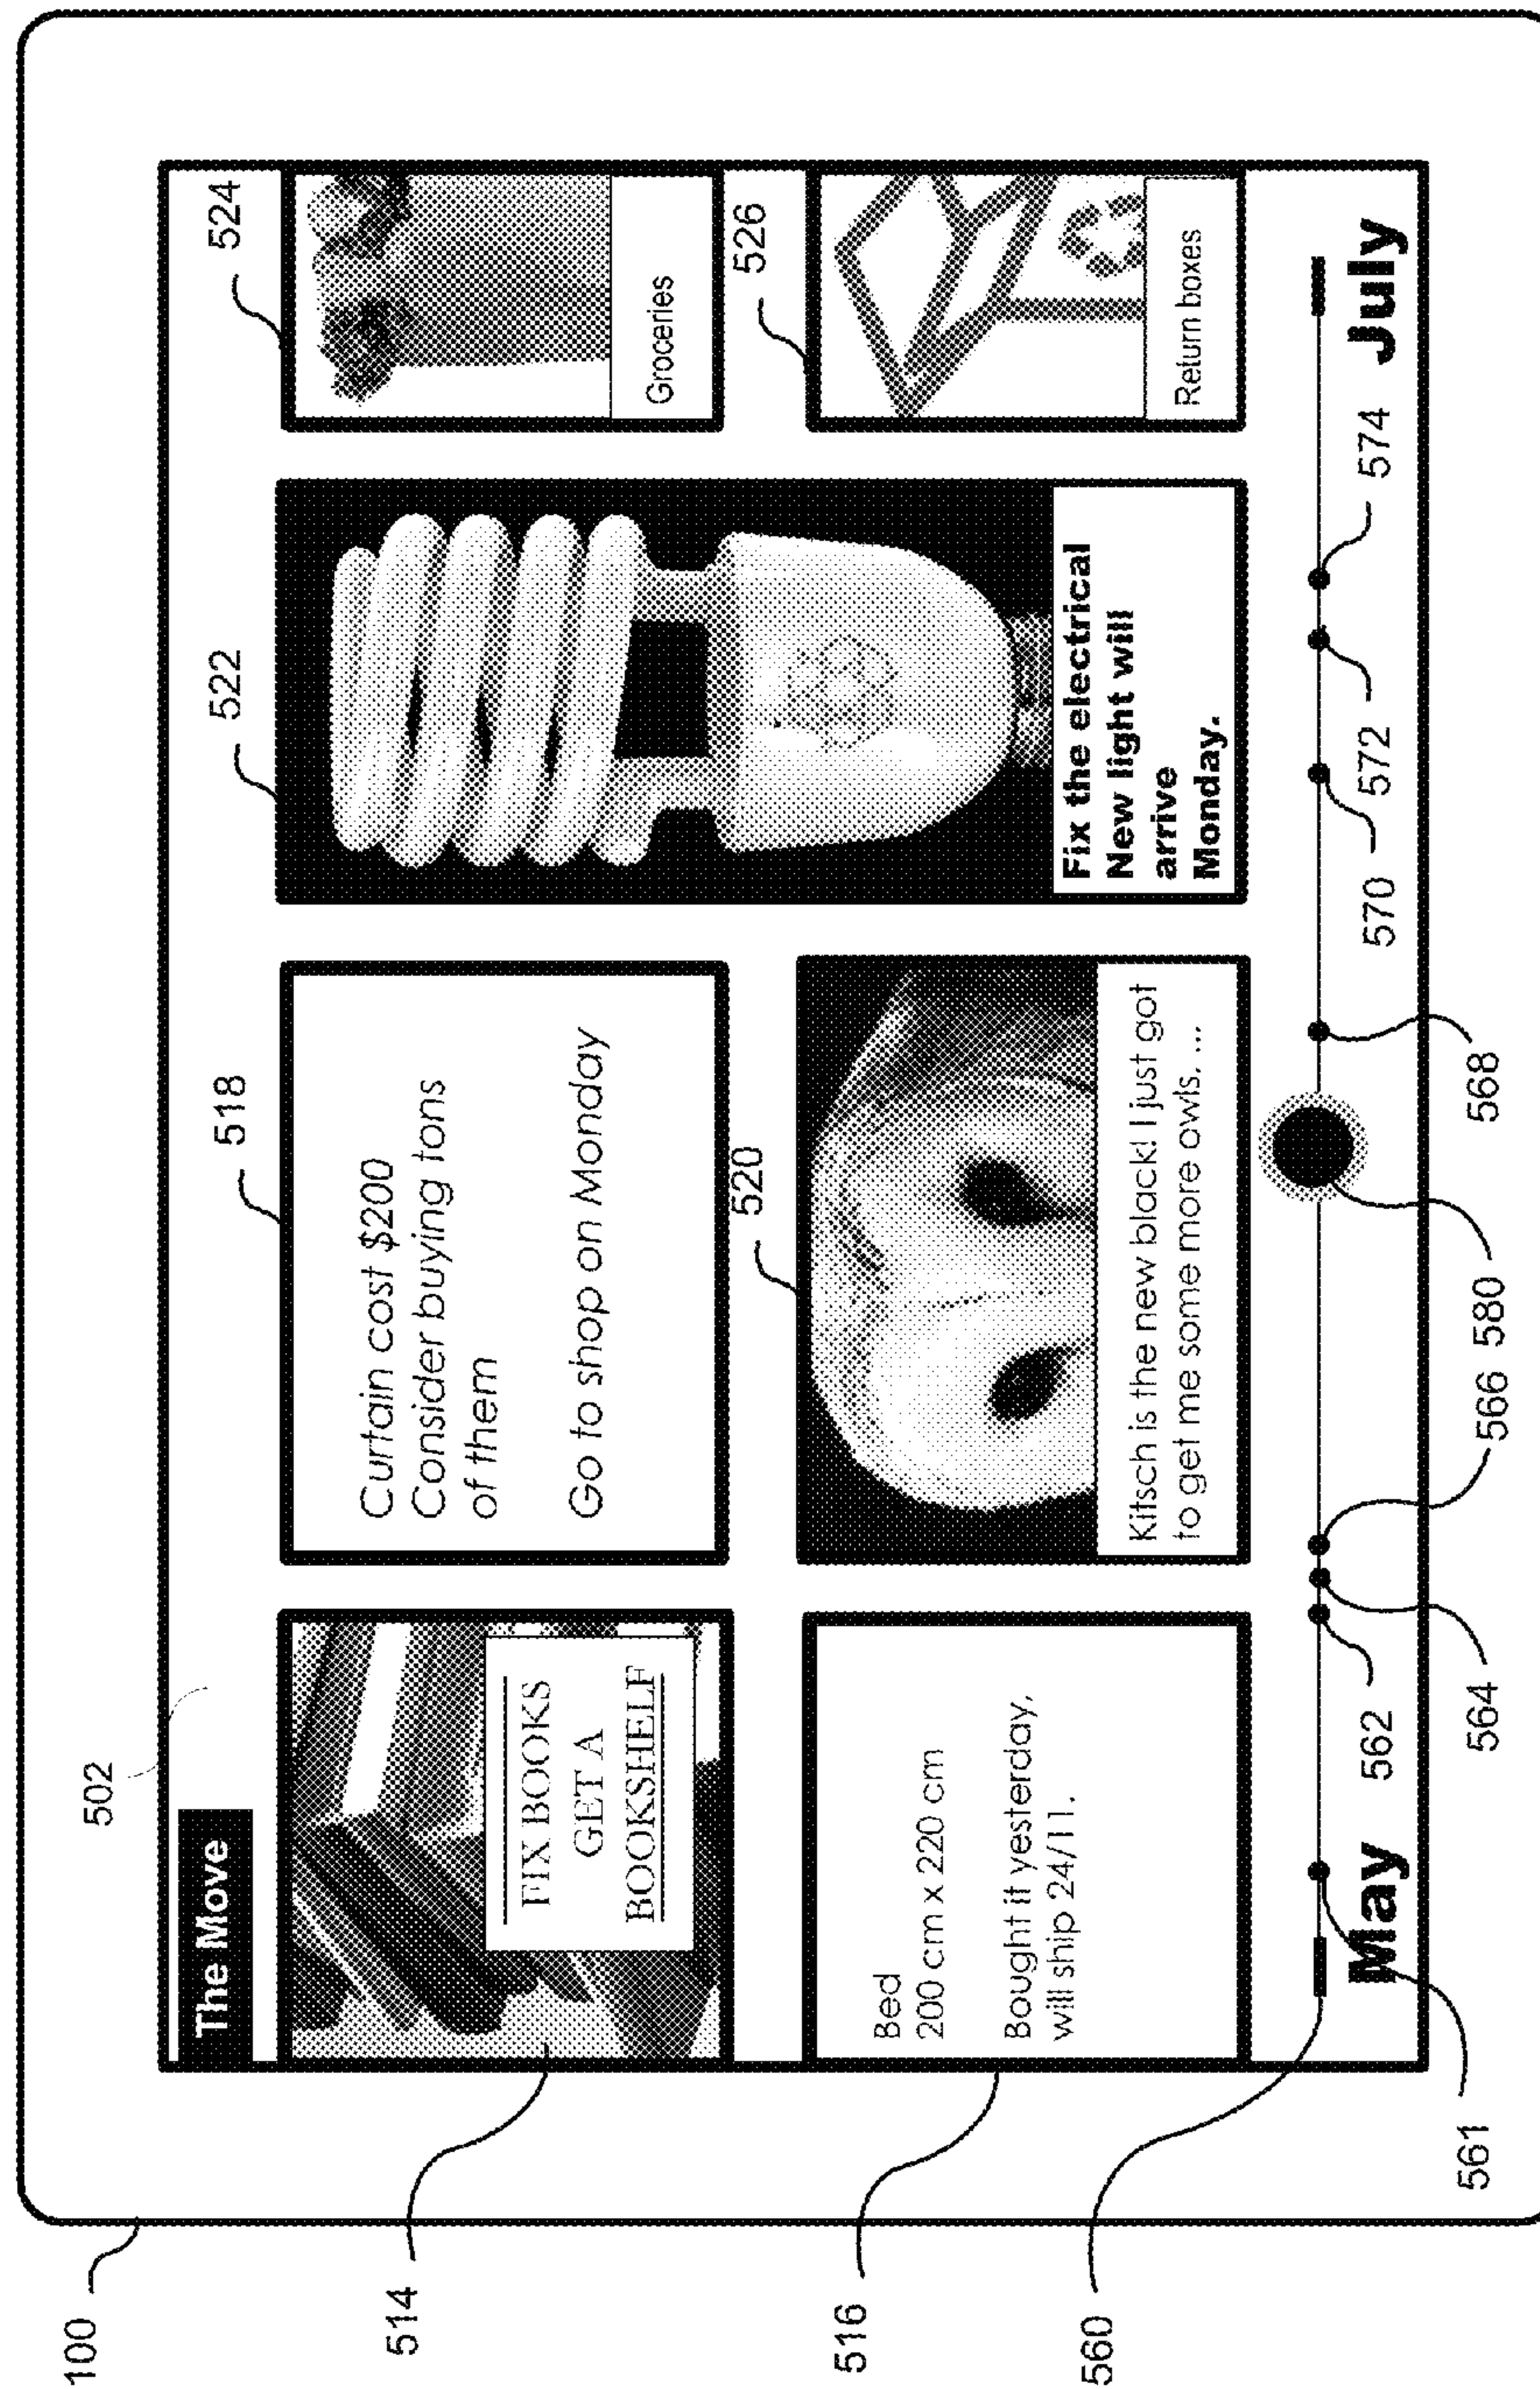 100
502
The Move
514
FIX BOOKS
GET A
BOOKSHELF
516
Bed
200 cm x 220 cm
Bought it yesterday,
will ship 24/11.
518
Curtain cost $200
Consider buying tons
of them
Go to shop on Monday
520
Kitsch is the new black! I just got
to get me some more owls. ...
522
Fix the electrical
New light will
arrive
Monday.
524
Groceries
526
Return boxes
560
May
July
561
562
564
566
580
568
570
572
574